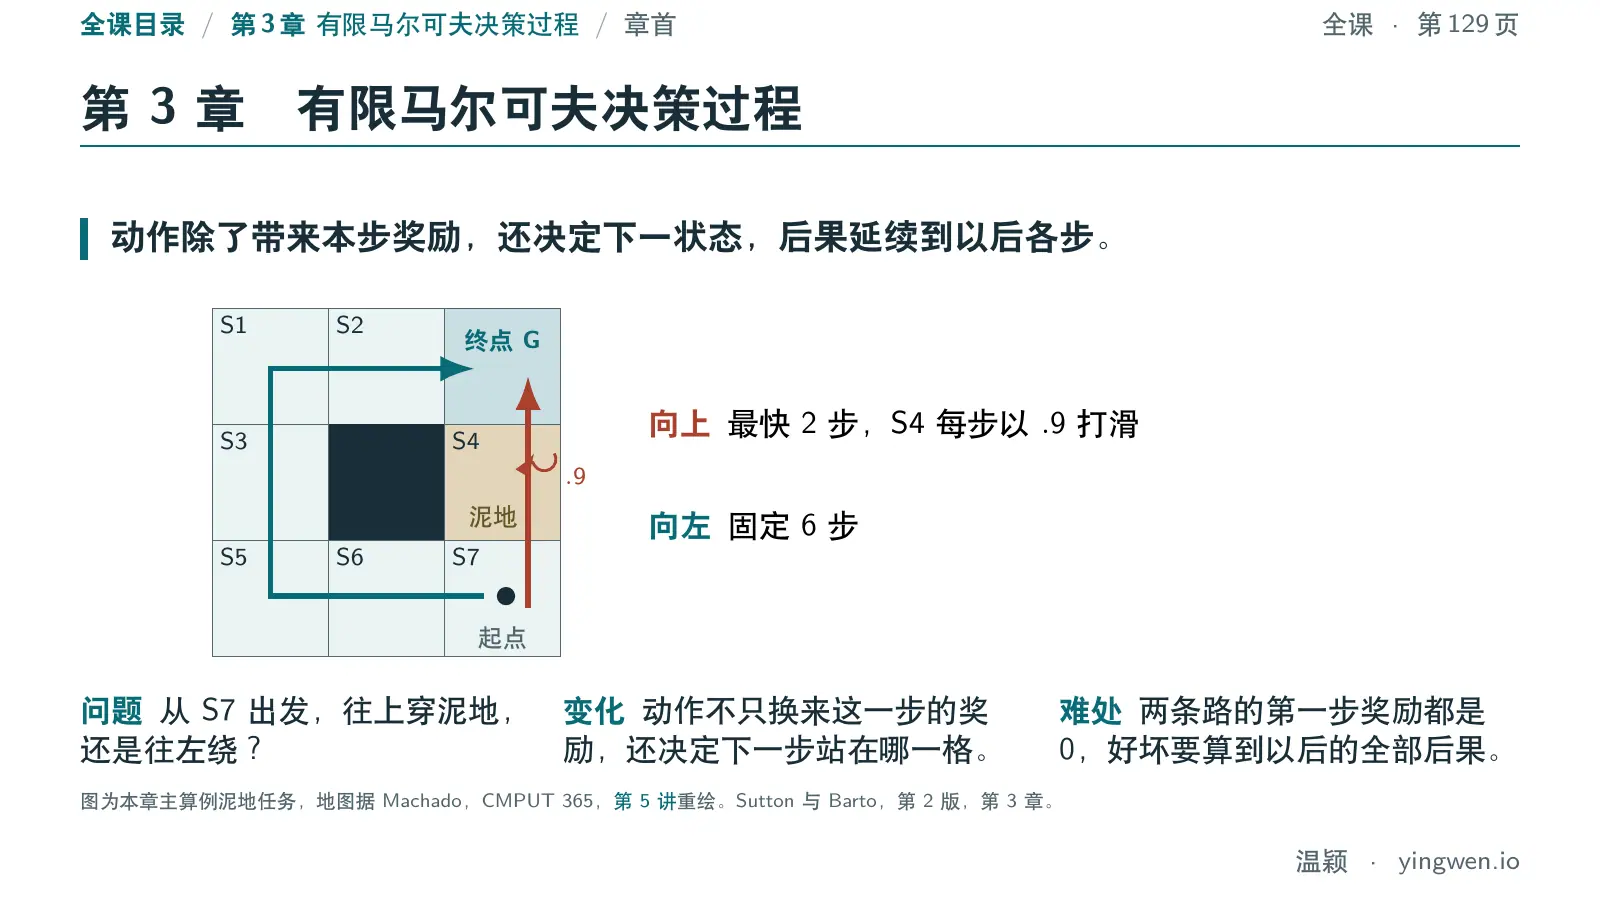 全课目录 / 第 3 章 有限马尔可夫决策过程 / 章首
全课 · 第 129 页
第 3 章 有限马尔可夫决策过程
动作除了带来本步奖励，还决定下一状态，后果延续到以后各步。
S1
S2
终点 G
S3
S4
.9
泥地
S5
S6
S7
起点
向上 最快 2 步，S4 每步以 .9 打滑
向左 固定 6 步
问题 从 S7 出发，往上穿泥地，
还是往左绕？
变化 动作不只换来这一步的奖
励，还决定下一步站在哪一格。
难处 两条路的第一步奖励都是
0，好坏要算到以后的全部后果。
图为本章主算例泥地任务，地图据 Machado，CMPUT 365，第 5 讲重绘。Sutton 与 Barto，第 2 版，第 3 章。
温颖 · yingwen.io